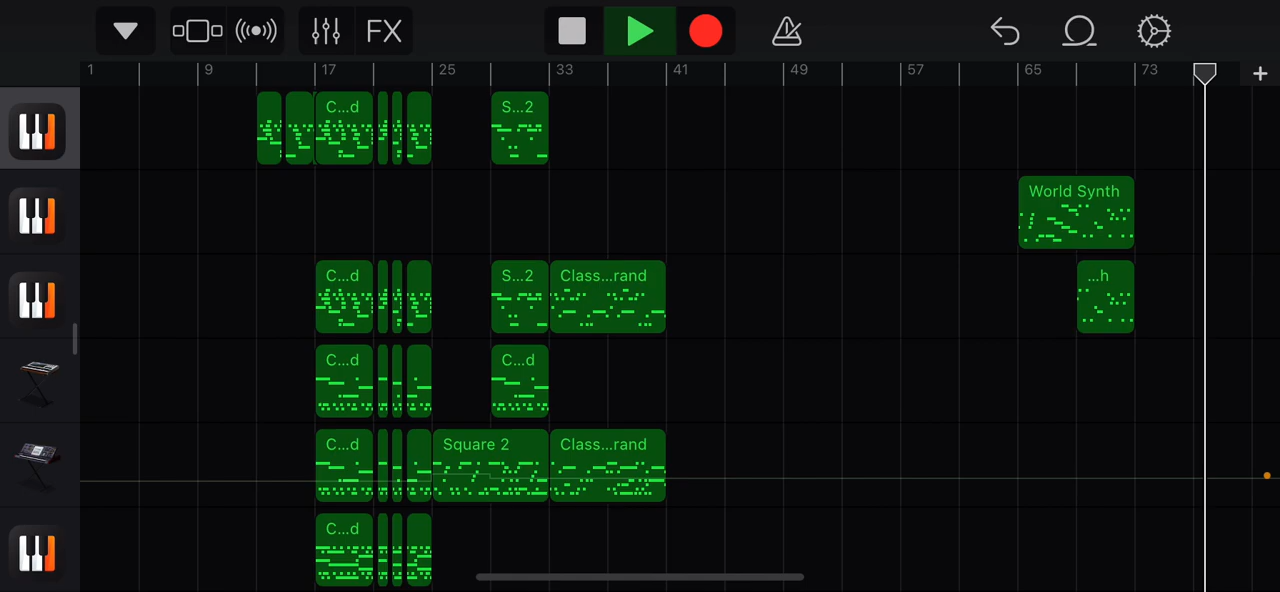 FX
1 9 17 25 33 41 49 57 65 73
C...d S...2
World Synth
C...d S...2 Class...rand ...h
C...d C...d
C...d Square 2 Class...rand
C...d